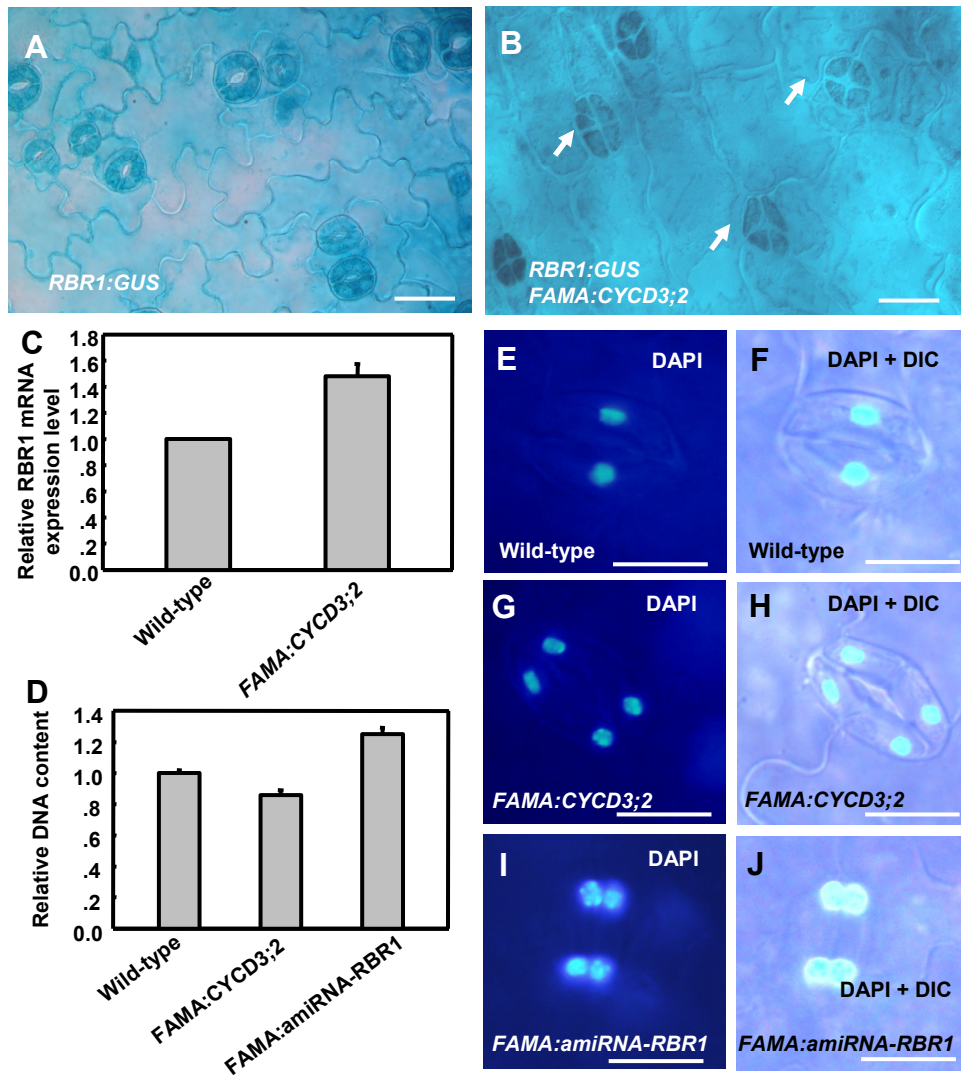 A
RBR1:GUS
B
RBR1:GUS
FAMA:CYCD3;2
C
Relative RBR1 mRNA
expression level
1.8
1.6
1.4
1.2
1.0
.8
.6
.4
.2
0.0
Wild-type
FAMA:CYCD3;2
D
Relative DNA content
1.4
1.2
1.0
.8
.6
.4
.2
0.0
Wild-type
FAMA:CYCD3;2
FAMA:amiRNA-RBR1
E
DAPI
Wild-type
F
DAPI + DIC
Wild-type
G
DAPI
FAMA:CYCD3;2
H
DAPI + DIC
FAMA:CYCD3;2
I
DAPI
FAMA:amiRNA-RBR1
J
DAPI + DIC
FAMA:amiRNA-RBR1